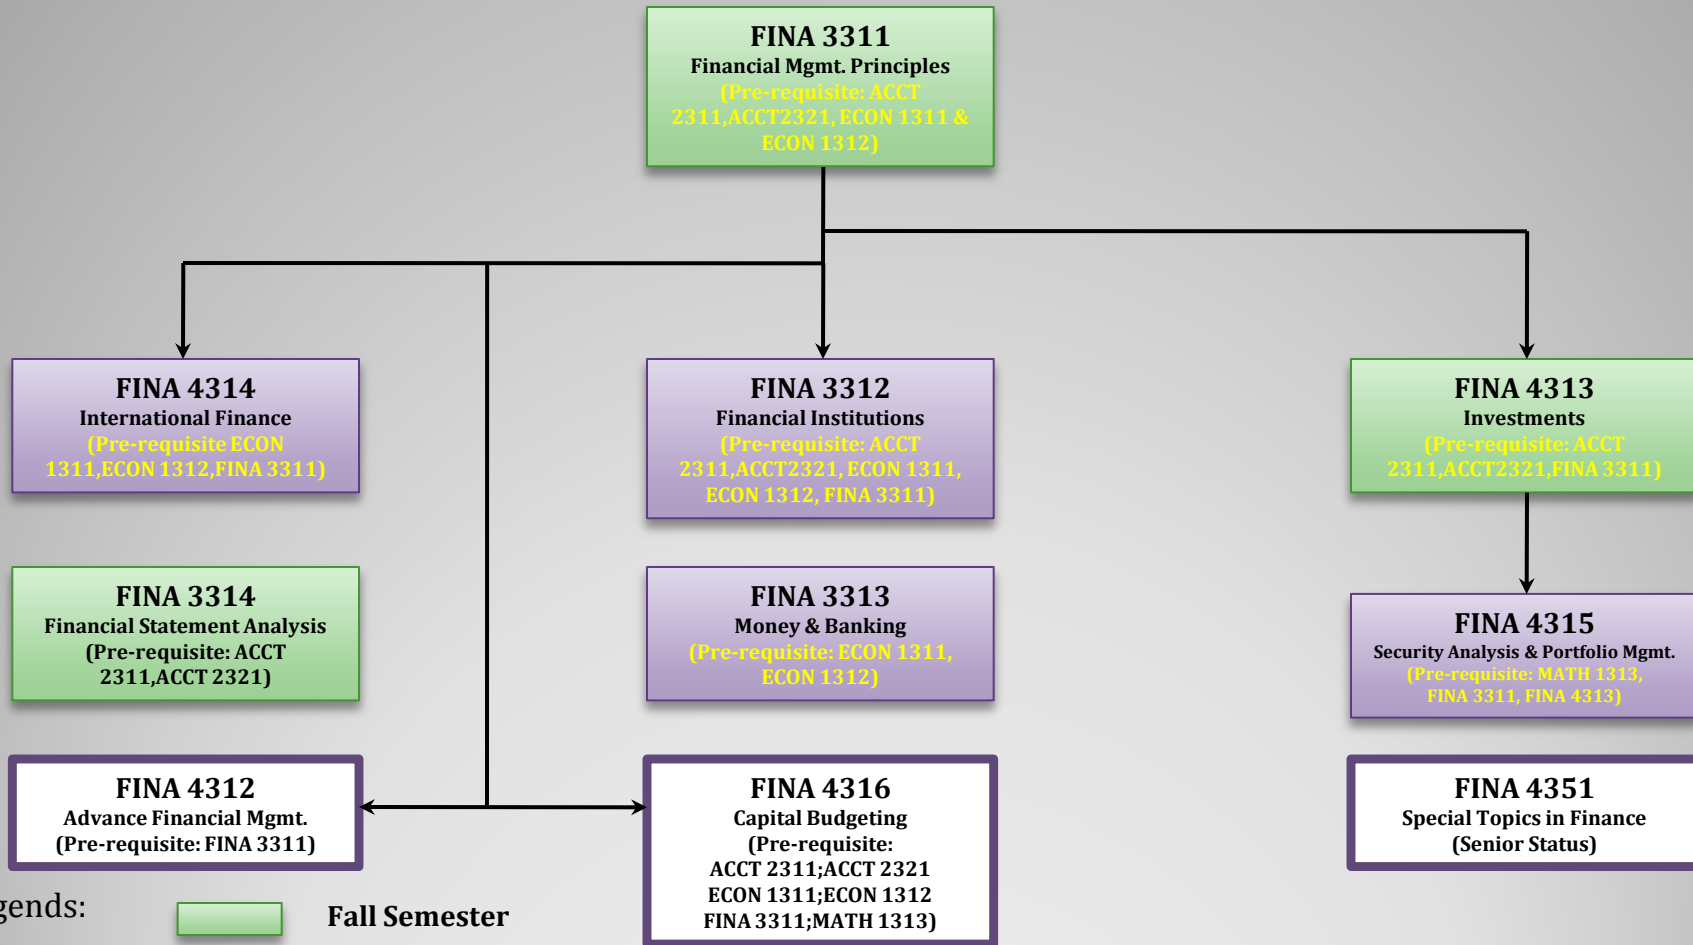 FINA 3311
Financial Mgmt. Principles
(Pre-requisite: ACCT
2311,ACCT2321, ECON 1311 &
ECON 1312)
FINA 4314
International Finance
(Pre-requisite ECON
1311,ECON 1312,FINA 3311)
FINA 3312
Financial Institutions
(Pre-requisite: ACCT
2311,ACCT2321, ECON 1311,
ECON 1312, FINA 3311)
FINA 4313
Investments
(Pre-requisite: ACCT
2311,ACCT2321,FINA 3311)
FINA 3314
Financial Statement Analysis
(Pre-requisite: ACCT
2311,ACCT 2321)
FINA 3313
Money & Banking
(Pre-requisite: ECON 1311,
ECON 1312)
FINA 4315
Security Analysis & Portfolio Mgmt.
(Pre-requisite: MATH 1313,
FINA 3311, FINA 4313)
FINA 4312
Advance Financial Mgmt.
(Pre-requisite: FINA 3311)
FINA 4316
Capital Budgeting
(Pre-requisite:
ACCT 2311;ACCT 2321
ECON 1311;ECON 1312
FINA 3311;MATH 1313)
FINA 4351
Special Topics in Finance
(Senior Status)
gends:
Fall Semester